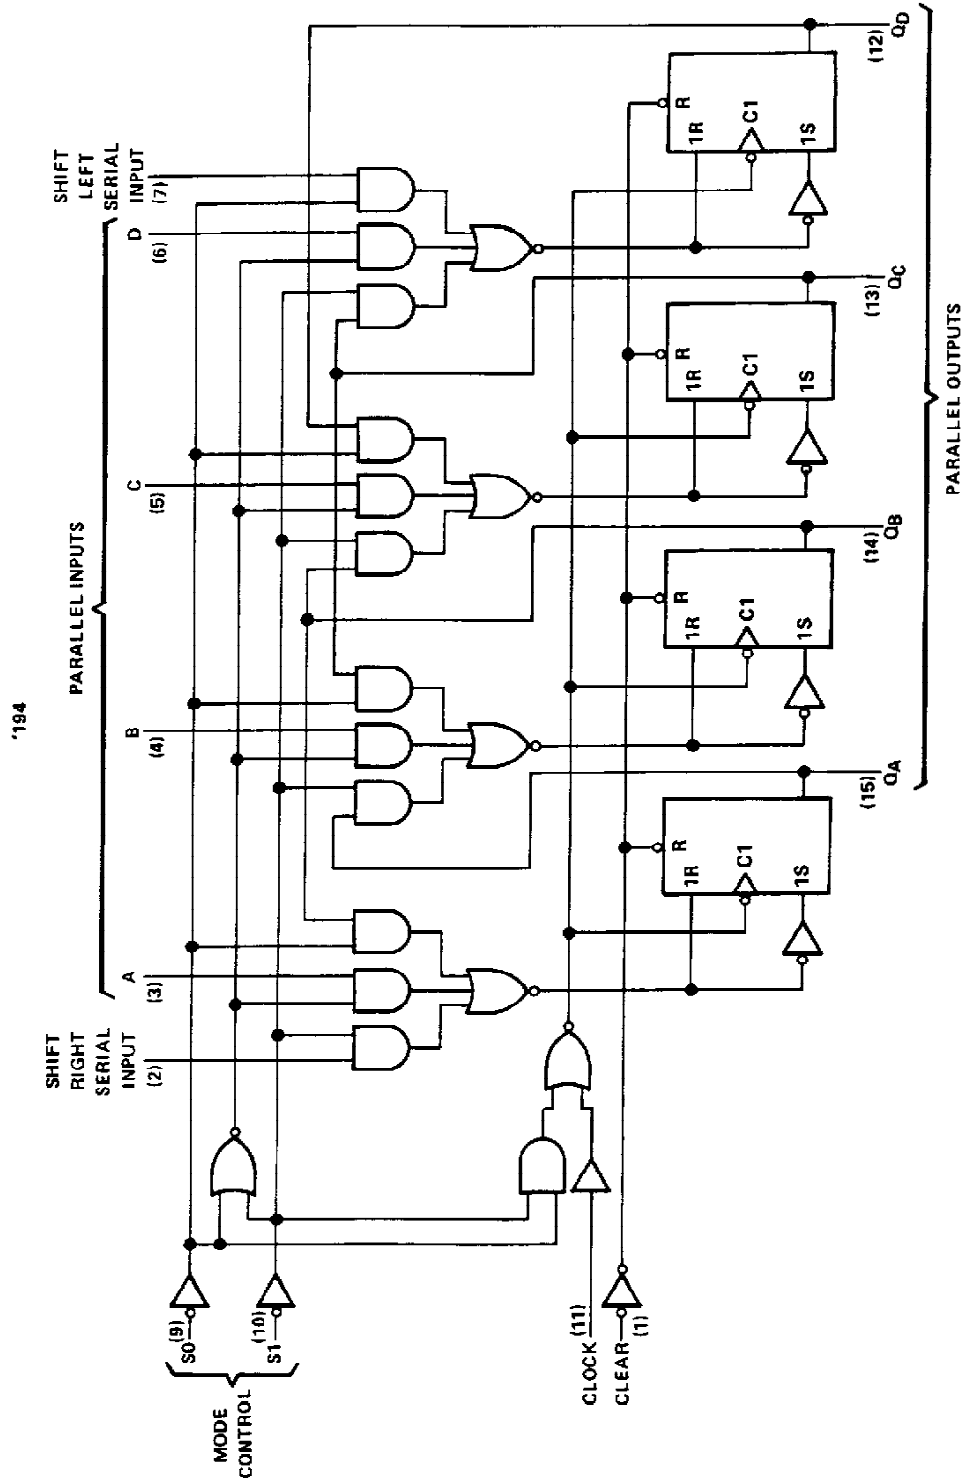 '194
PARALLEL INPUTS
SHIFT
RIGHT
SERIAL
INPUT
(2)
A
(3)
B
(4)
C
(5)
D
(6)
SHIFT
LEFT
SERIAL
INPUT
(7)
MODE
CONTROL
S0
(9)
S1
(10)
CLOCK
(11)
CLEAR
(1)
1R
R
C1
1S
1R
R
C1
1S
1R
R
C1
1S
1R
R
C1
1S
(15)
QA
(14)
QB
(13)
QC
(12)
QD
PARALLEL OUTPUTS